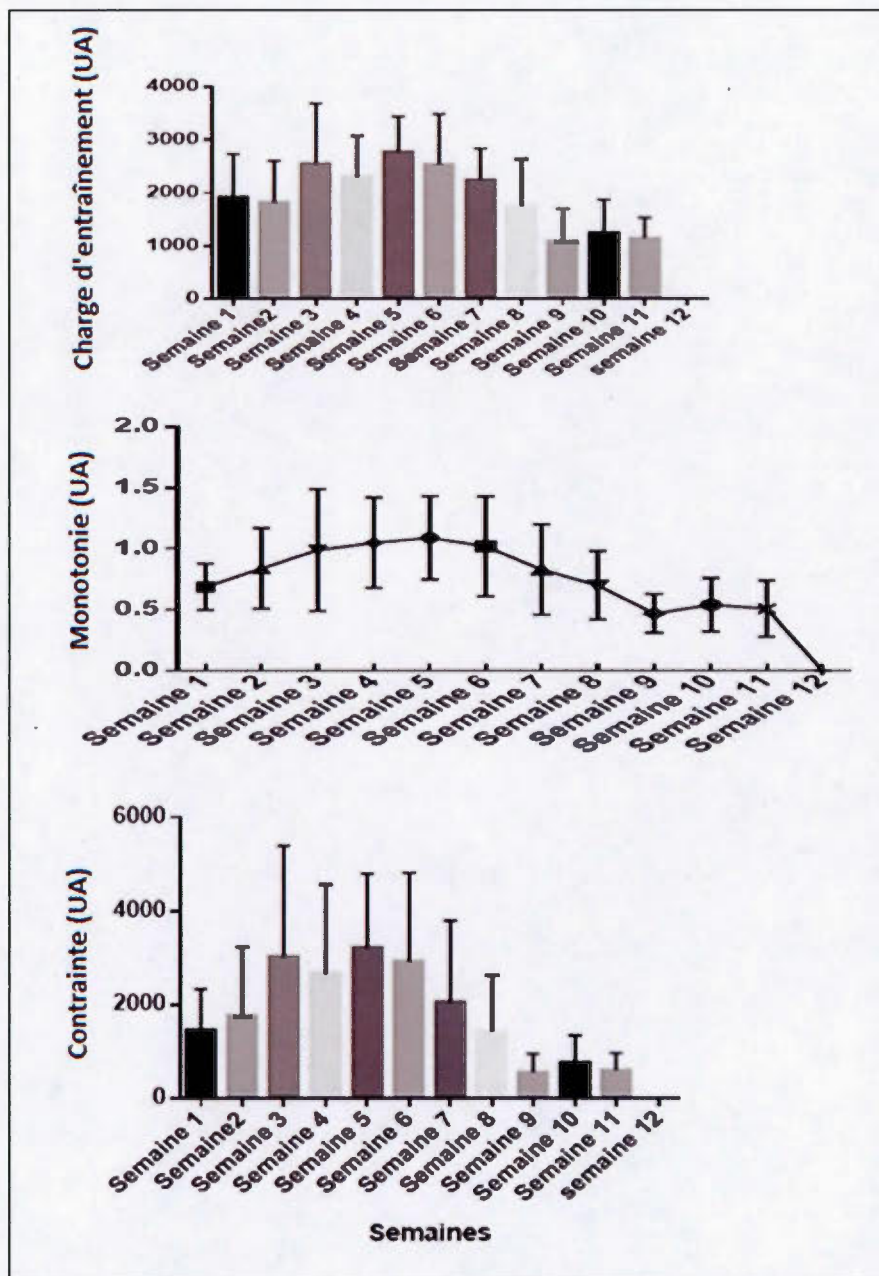 Charge d'entraînement (UA)
4000
3000
2000
1000
0
Semaine 1
Semaine2
Semaine 3
Semaine 4
Semaine 5
Semaine 6
Semaine 7
Semaine 8
Semaine 9
Semaine 10
Semaine 11
semaine 12
Monotonie (UA)
2.0
1.5
1.0
0.5
0.0
Semaine 1
Semaine 2
Semaine 3
Semaine 4
Semaine 5
Semaine 6
Semaine 7
Semaine 8
Semaine 9
Semaine 10
Semaine 11
Semaine 12
Contrainte (UA)
6000
4000
2000
0
Semaine 1
Semaine2
Semaine 3
Semaine 4
Semaine 5
Semaine 6
Semaine 7
Semaine 8
Semaine 9
Semaine 10
Semaine 11
semaine 12
Semaines